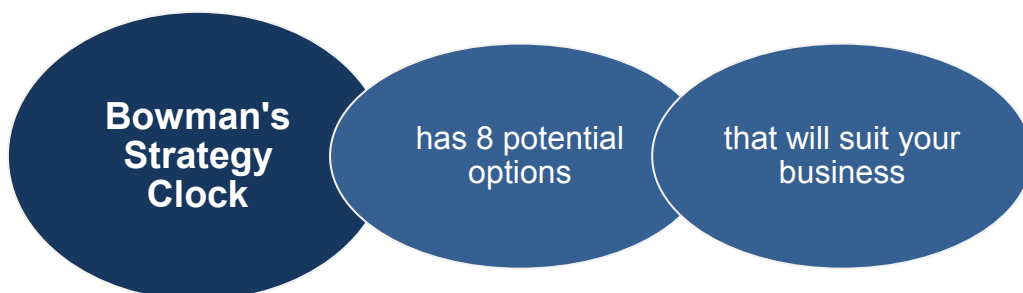 Bowman's
Strategy
Clock
has 8 potential
options
that will suit your
business